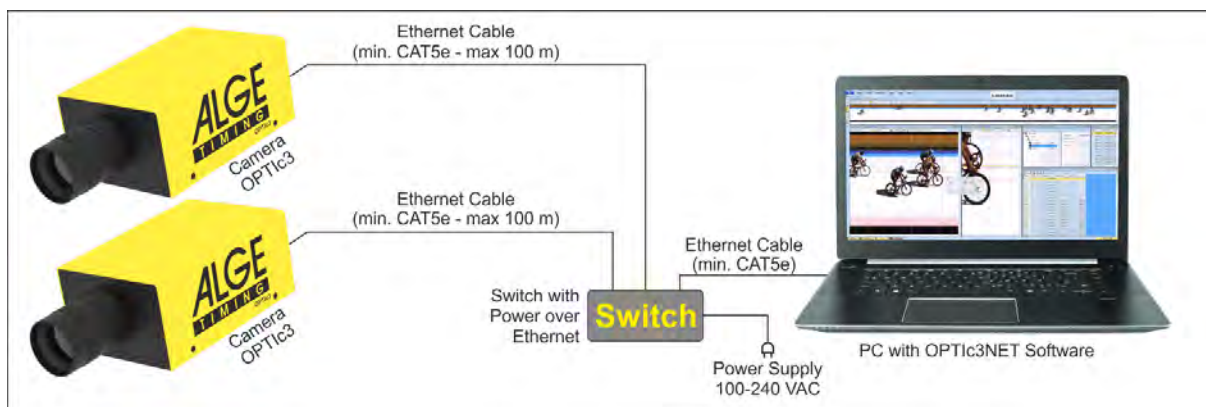 Ethernet Cable
(min. CAT5e - max 100 m)
ALGE
TIMING
OPTIc3
Camera
OPTIc3
Ethernet Cable
(min. CAT5e - max 100 m)
ALGE
TIMING
OPTIc3
Camera
OPTIc3
Ethernet Cable
(min. CAT5e)
Switch with
Power over
Ethernet
Switch
Power Supply
100-240 VAC
PC with OPTIc3NET Software